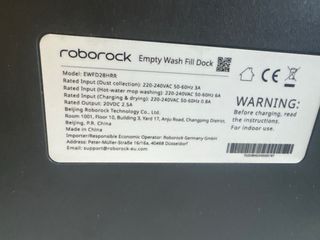 roborock Empty Wash Fill Dock
Model: EWFD28HRR
Rated Input (Dust collection): 220-240VAC 50-60Hz 3A
Rated Input (Hot-water mop washing): 220-240VAC 50-60Hz 6A
Rated Input (Charging & drying): 220-240VAC 50-60Hz 0.8A
Rated Output: 20VDC 2.5A
Beijing Roborock Technology Co., Ltd.
Room 1001, Floor 10, Building 3, Yard 17, Anju Road, Changping District,
Beijing, P.R. China
Made in China
Responsible Economic Operator: Roborock Germany GmbH
Address: Peter-Müller-Straße 16/16a, 40468 Düsseldorf
Email: support@roborock-eu.com
CE
WARNING:
Before charging, read
the instructions.
For indoor use.